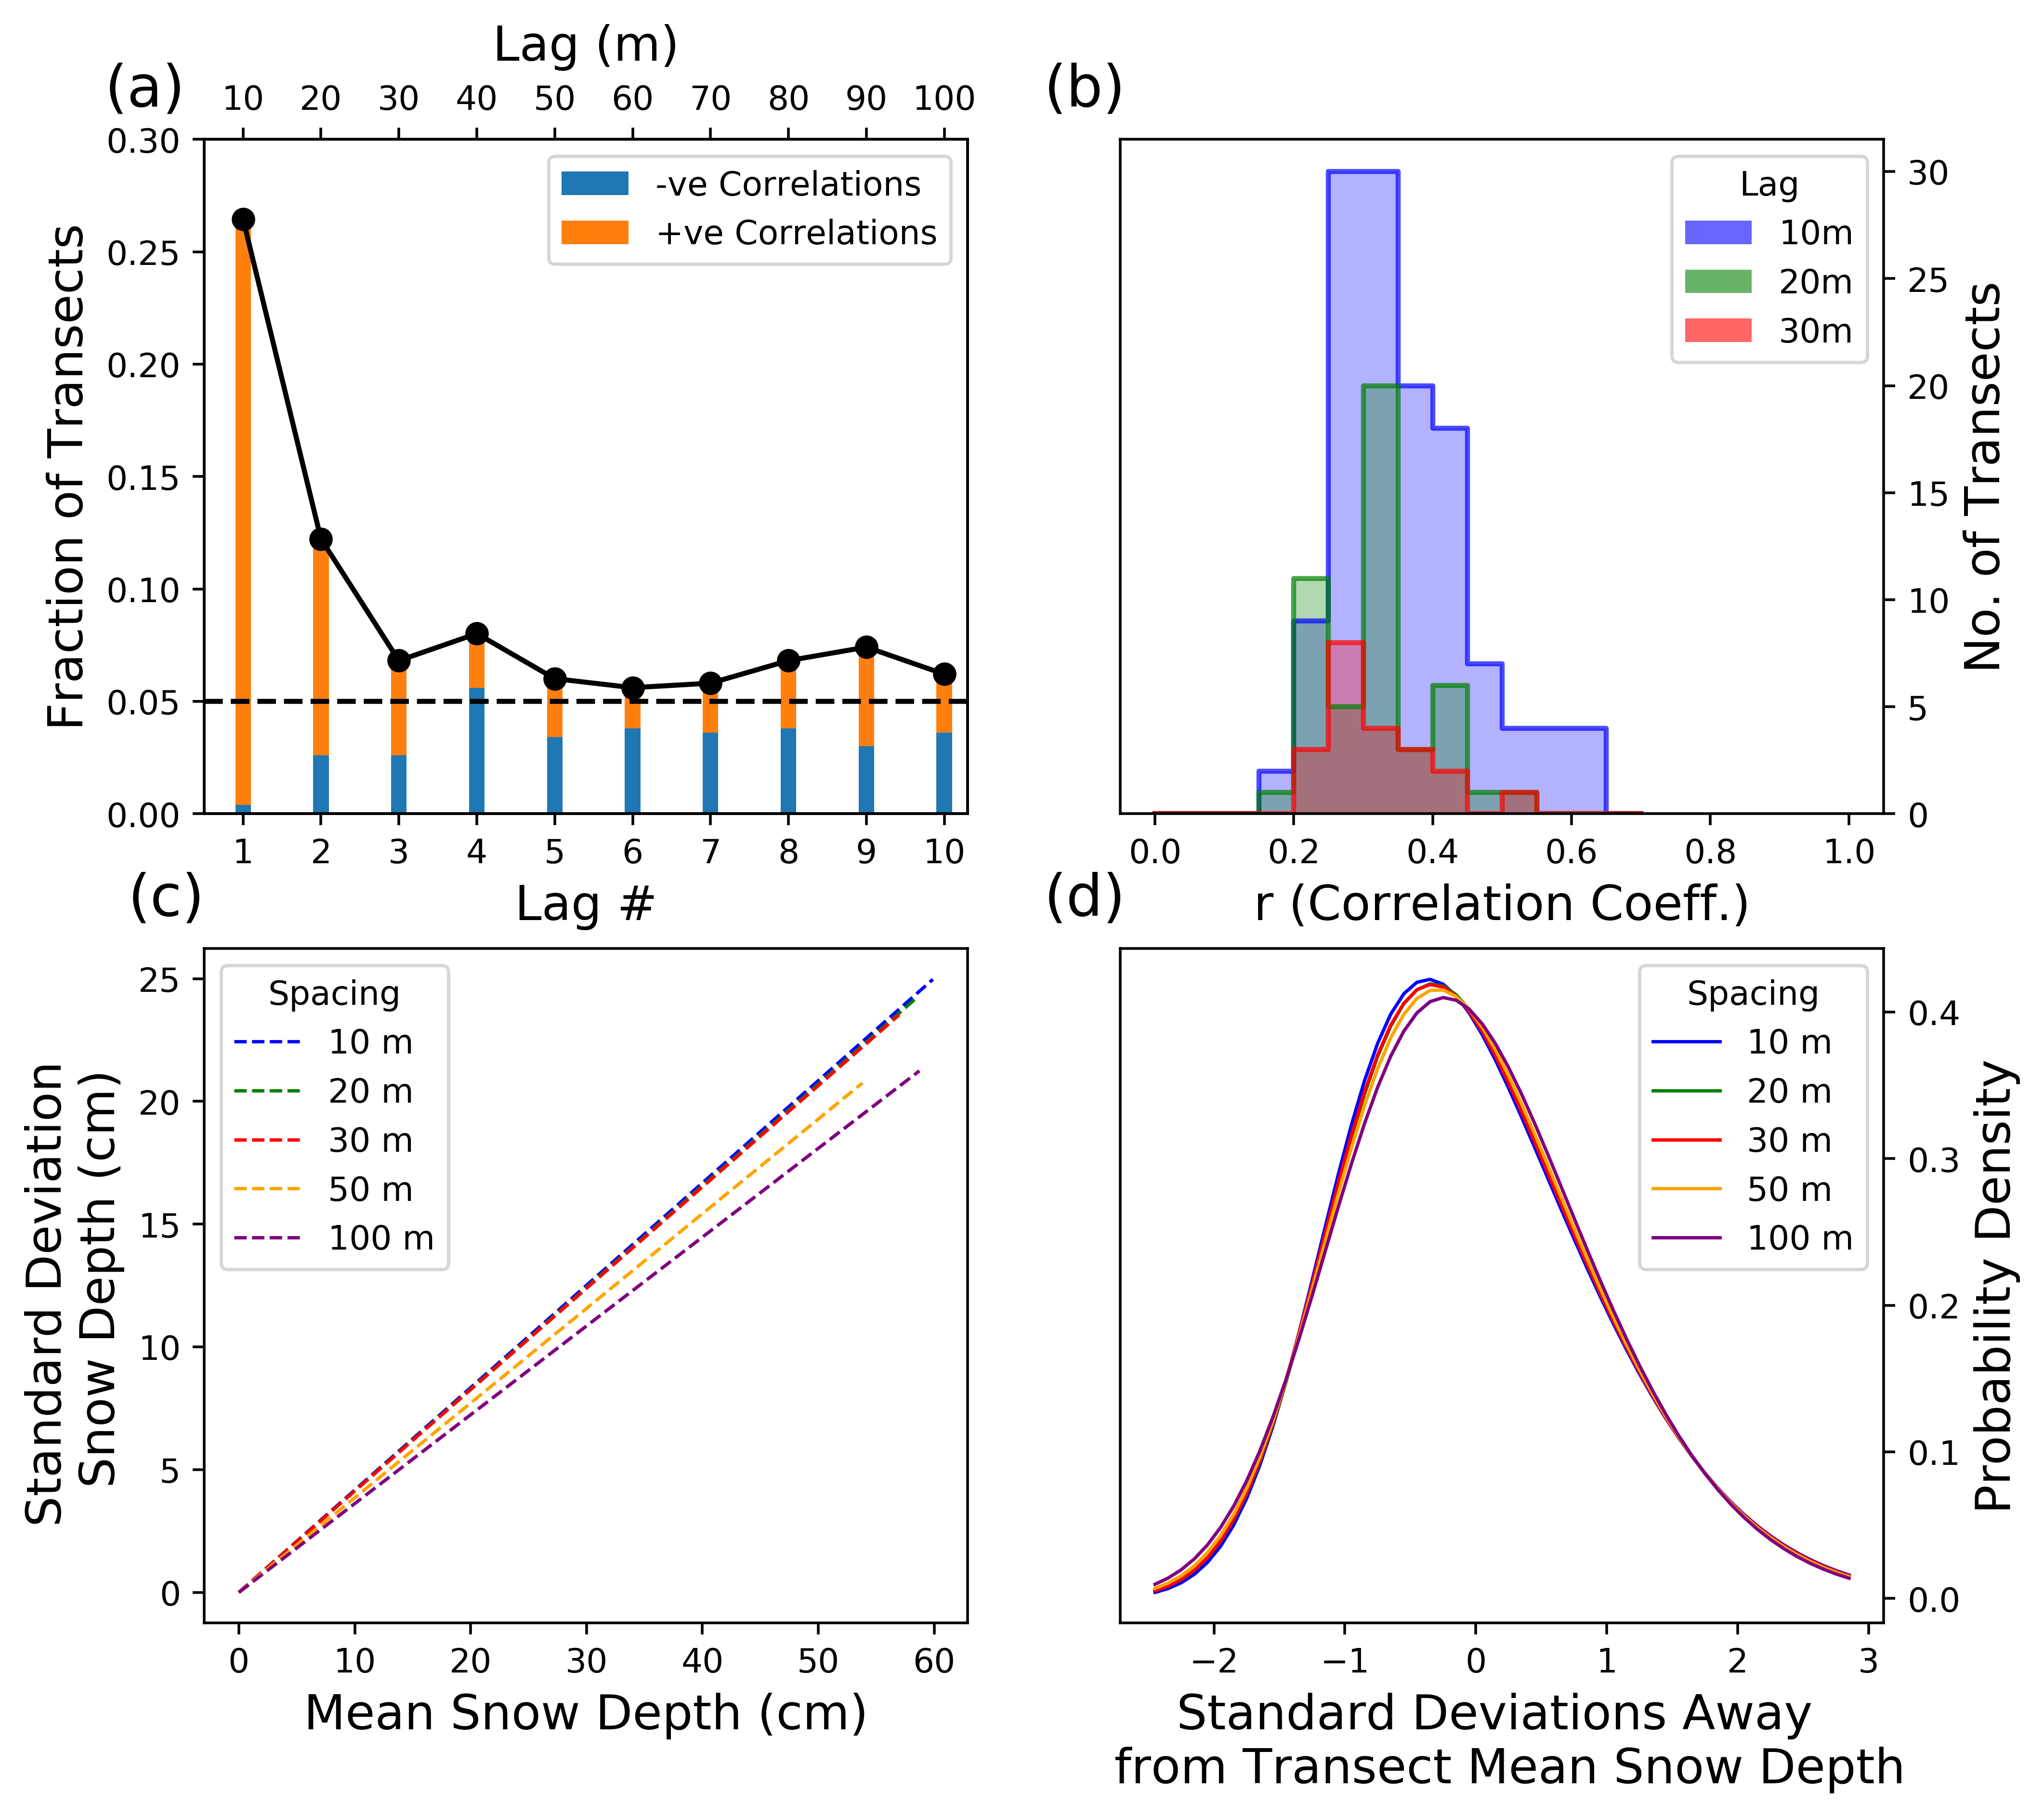 (a)
Lag (m)
10 20 30 40 50 60 70 80 90 100
0.30
0.25
0.20
0.15
0.10
0.05
0.00
Fraction of Transects
-ve Correlations
+ve Correlations
1 2 3 4 5 6 7 8 9 10
Lag #
(b)
Lag
10m
20m
30m
30
25
20
15
10
5
0
No. of Transects
0.0 0.2 0.4 0.6 0.8 1.0
r (Correlation Coeff.)
(c)
Spacing
10 m
20 m
30 m
50 m
100 m
25
20
15
10
5
0
Standard Deviation
Snow Depth (cm)
0 10 20 30 40 50 60
Mean Snow Depth (cm)
(d)
Spacing
10 m
20 m
30 m
50 m
100 m
0.4
0.3
0.2
0.1
0.0
Probability Density
−2 −1 0 1 2 3
Standard Deviations Away
from Transect Mean Snow Depth